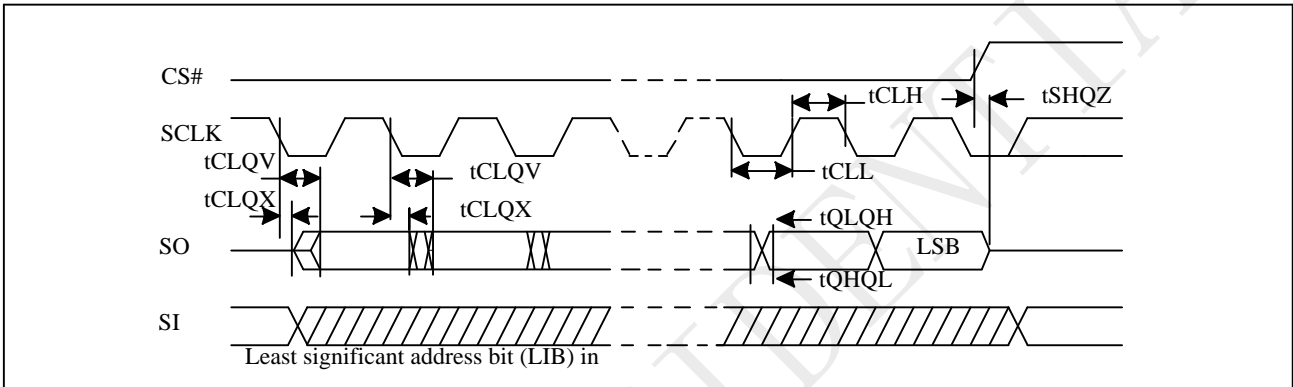 CS#
tCLH
tSHQZ
SCLK
tCLQV
tCLQV
tCLL
tCLQX
tCLQX
tQLQH
SO
LSB
tQHQL
SI
Least significant address bit (LIB) in